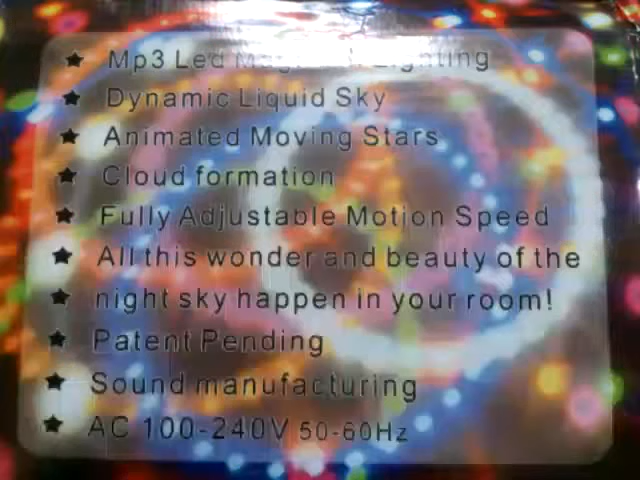 ★ Mp3 Led Lighting
★ Dynamic Liquid Sky
★ Animated Moving Stars
★ Cloud formation
★ Fully Adjustable Motion Speed
★ All this wonder and beauty of the
★ night sky happen in your room!
★ Patent Pending
★ Sound manufacturing
★ AC 100-240V 50-60Hz